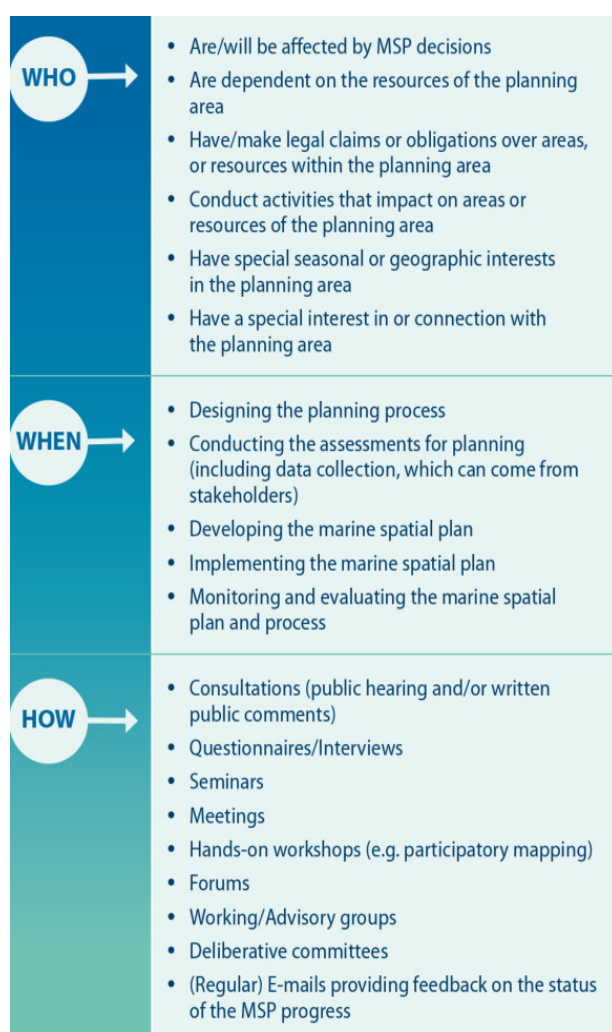 WHO
• Are/will be affected by MSP decisions
• Are dependent on the resources of the planning
area
• Have/make legal claims or obligations over areas,
or resources within the planning area
• Conduct activities that impact on areas or
resources of the planning area
• Have special seasonal or geographic interests
in the planning area
• Have a special interest in or connection with
the planning area
WHEN
• Designing the planning process
• Conducting the assessments for planning
(including data collection, which can come from
stakeholders)
• Developing the marine spatial plan
• Implementing the marine spatial plan
• Monitoring and evaluating the marine spatial
plan and process
HOW
• Consultations (public hearing and/or written
public comments)
• Questionnaires/Interviews
• Seminars
• Meetings
• Hands-on workshops (e.g. participatory mapping)
• Forums
• Working/Advisory groups
• Deliberative committees
• (Regular) E-mails providing feedback on the status
of the MSP progress